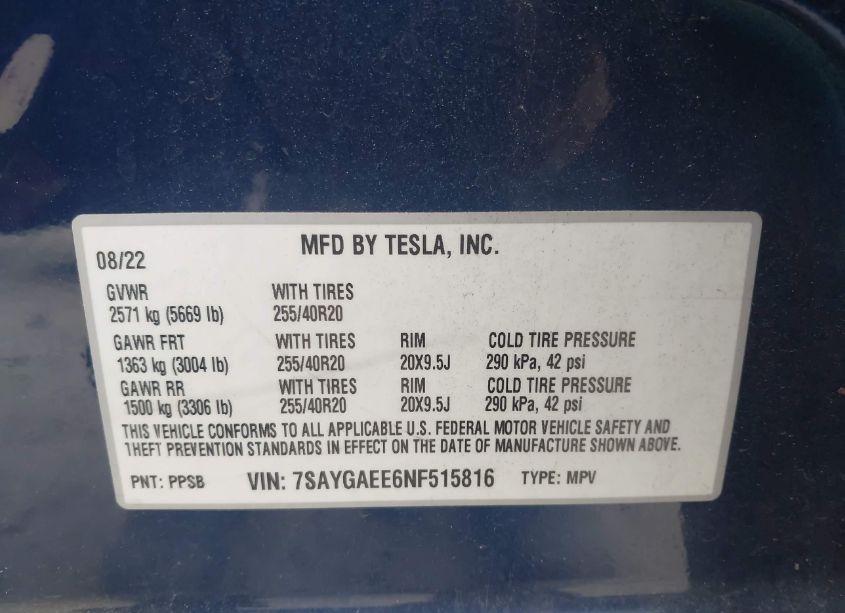 MFD BY TESLA, INC.
08/22
GVWR WITH TIRES
2571 kg (5669 lb) 255/40R20
GAWR FRT WITH TIRES RIM COLD TIRE PRESSURE
1363 kg (3004 lb) 255/40R20 20X9.5J 290 kPa, 42 psi
GAWR RR WITH TIRES RIM COLD TIRE PRESSURE
1500 kg (3306 lb) 255/40R20 20X9.5J 290 kPa, 42 psi
THIS VEHICLE CONFORMS TO ALL APPLICABLE U.S. FEDERAL MOTOR VEHICLE SAFETY AND
THEFT PREVENTION STANDARDS IN EFFECT ON THE DATE OF MANUFACTURE SHOWN ABOVE.
PNT: PPSB VIN: 7SAYGAEE6NF515816 TYPE: MPV